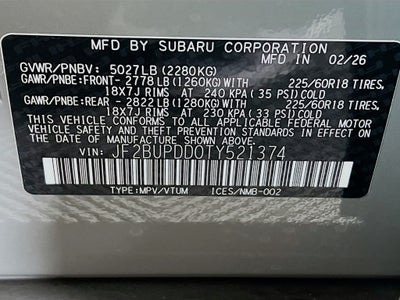 MFD BY SUBARU CORPORATION
GVWR/PNBV: 5027LB (2280KG) MFD IN 02/26
GAWR/PNBE:FRONT- 2778 LB (1260KG)WITH 225/60R18 TIRES,
18X7J RIMS AT 240 KPA (35 PSI)COLD
GAWR/PNBE:REAR - 2822 LB (1280KG)WITH 225/60R18 TIRES,
18X7J RIMS AT 230 KPA (33 PSI)COLD
THIS VEHICLE CONFORMS TO ALL APPLICABLE FEDERAL MOTOR
VEHICLE SAFETY STANDARDS IN EFFECT ON
THE DATE OF MANUFACTURE SHOWN ABOVE.
VIN: JF2BUPDD0TY521374
TYPE:MPV/VTUM ICES/NMB-002